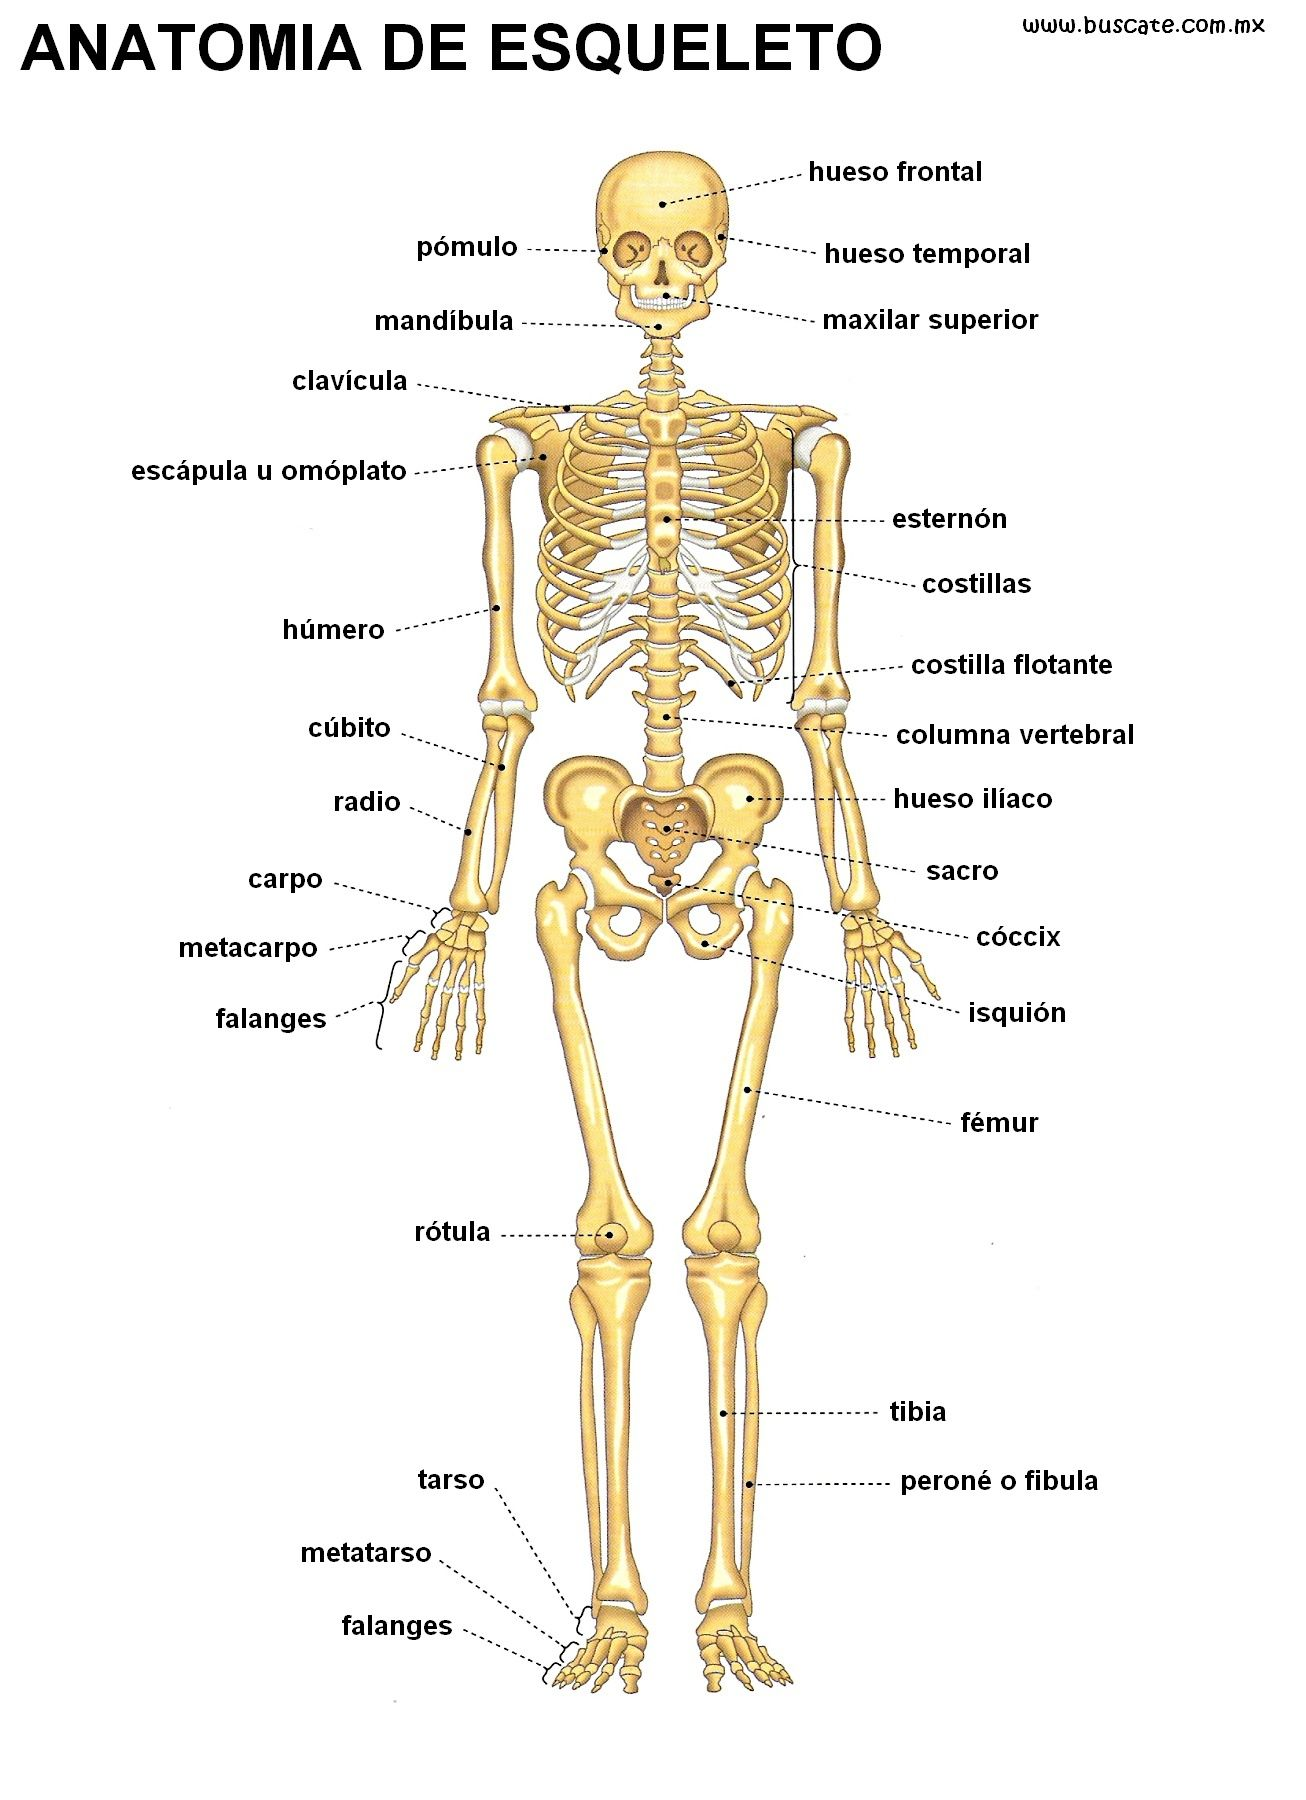 ANATOMIA DE ESQUELETO
www.buscate.com.mx
hueso frontal
pómulo
hueso temporal
mandíbula
maxilar superior
clavícula
escápula u omóplato
esternón
costillas
húmero
costilla flotante
cúbito
columna vertebral
radio
hueso ilíaco
carpo
sacro
metacarpo
cóccix
falanges
isquión
fémur
rótula
tibia
tarso
peroné o fibula
metatarso
falanges